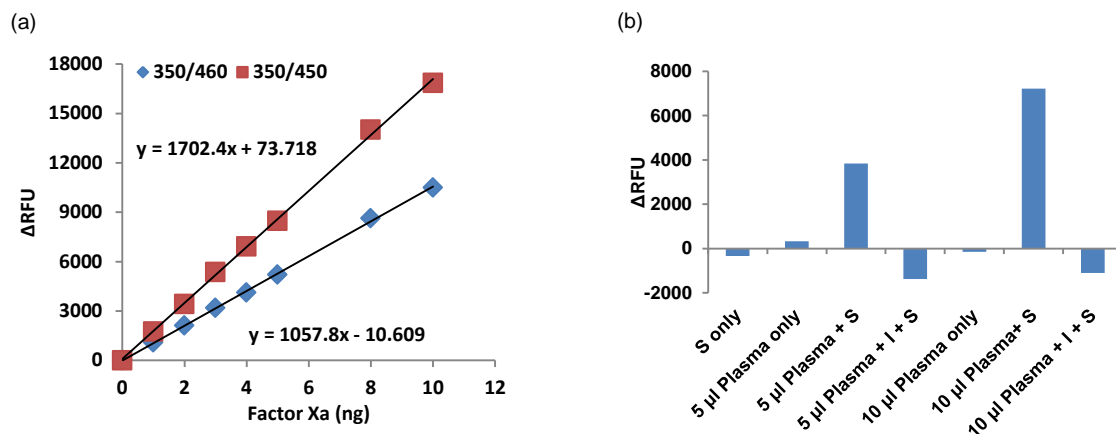 (a)
18000
15000
12000
9000
6000
3000
0
ΔRFU
350/460 350/450
y = 1702.4x + 73.718
y = 1057.8x - 10.609
0 2 4 6 8 10 12
Factor Xa (ng)
(b)
8000
6000
4000
2000
0
-2000
ΔRFU
S only
5 µl Plasma only
5 µl Plasma + S
5 µl Plasma + I + S
10 µl Plasma only
10 µl Plasma+ S
10 µl Plasma + I + S